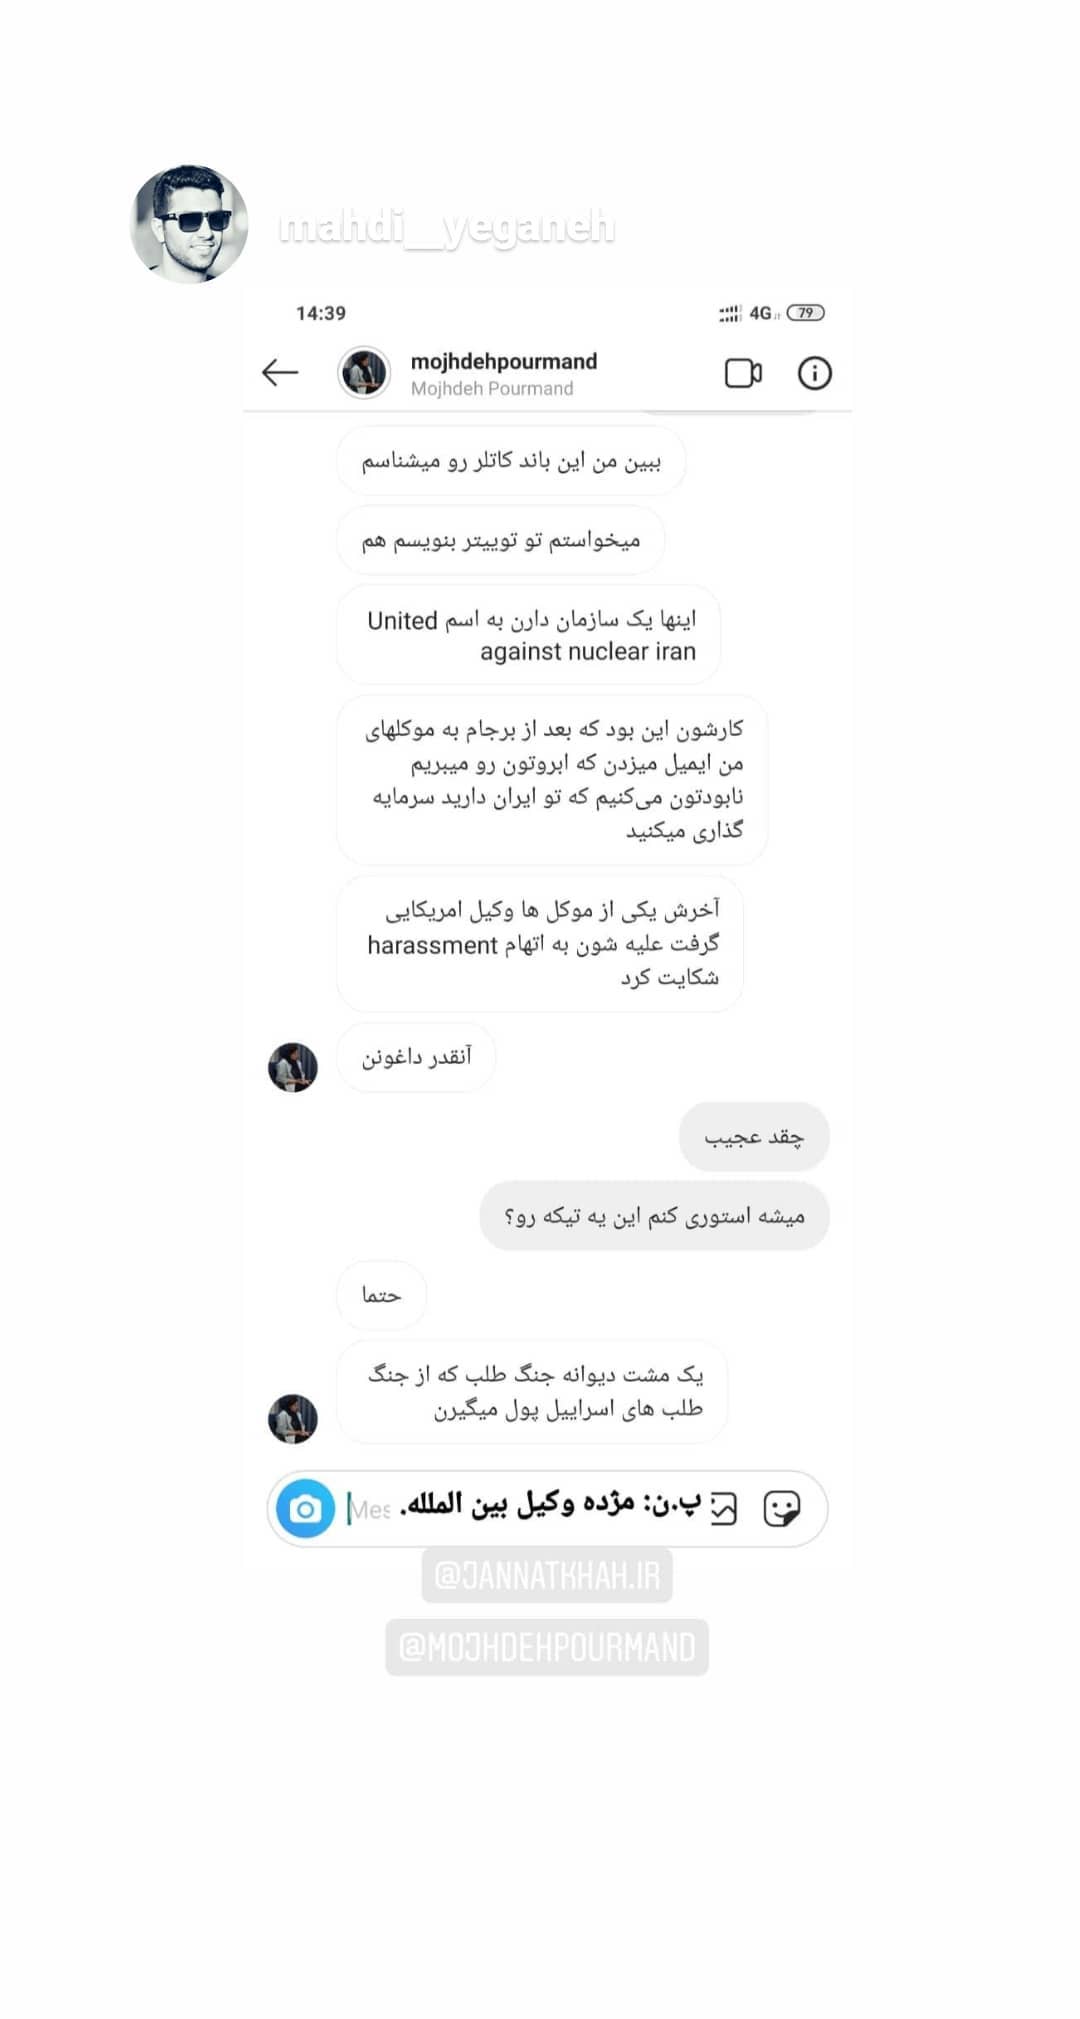 mahdi__yeganeh
14:39
4G
79
mojhdehpourmand
Mojhdeh Pourmand
ببین من این باند کاتلر رو میشناسم
میخواستم تو توییتر بنویسم هم
اینها یک سازمان دارن به اسم United
against nuclear iran
کارشون این بود که بعد از برجام به موکلهای
من ایمیل میزدن که ابروتون رو میبریم
نابودتون می‌کنیم که تو ایران دارید سرمایه
گذاری میکنید
آخرش یکی از موکل ها وکیل امریکایی
گرفت علیه شون به اتهام harassment
شکایت کرد
آنقدر داغونن
چقد عجیب
میشه استوری کنم این یه تیکه رو؟
حتما
یک مشت دیوانه جنگ طلب که از جنگ
طلب های اسراییل پول میگیرن
Mes
پ.ن: مژده وکیل بین الملله.
@JANNATKHAH.IR
@MOJHDEHPOURMAND